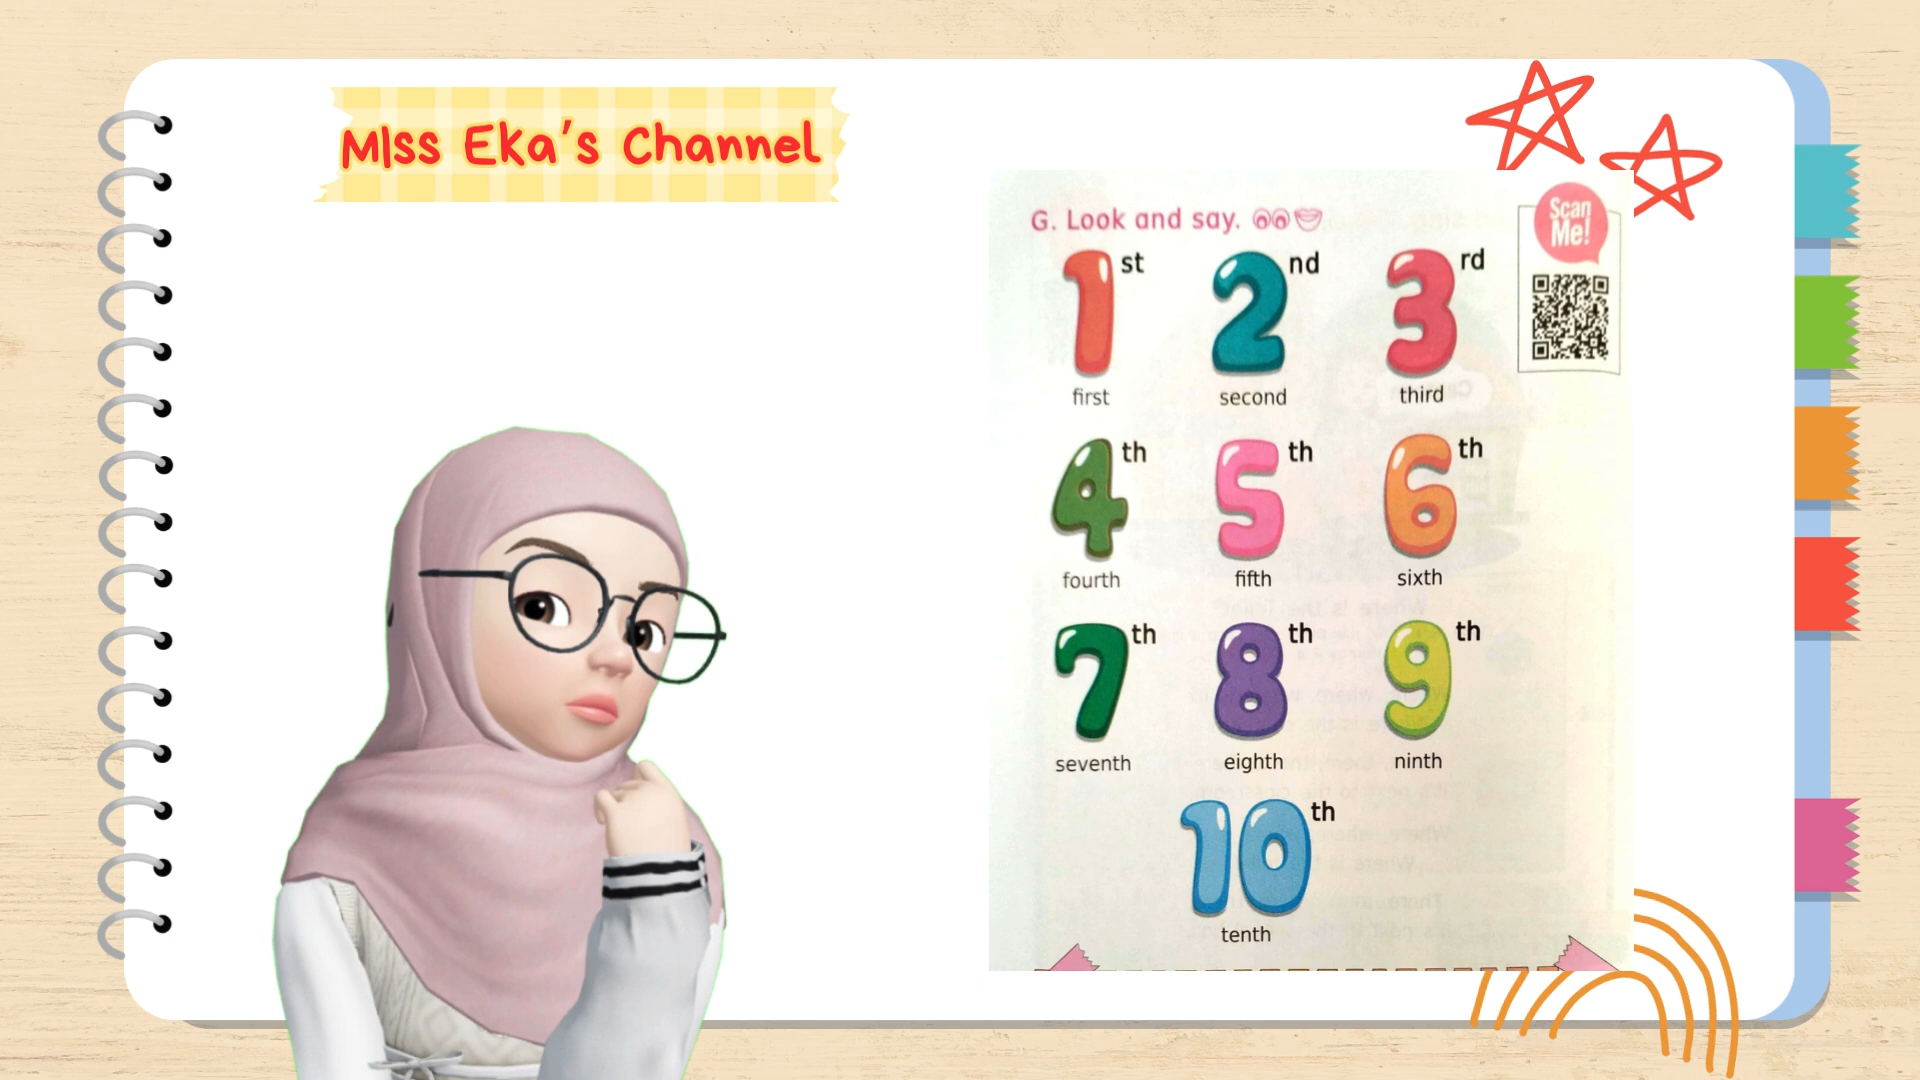 MIss Eka's Channel
G. Look and say.
Scan
Me!
1st 2nd 3rd
first second third
4th 5th 6th
fourth fifth sixth
7th 8th 9th
seventh eighth ninth
10th
tenth